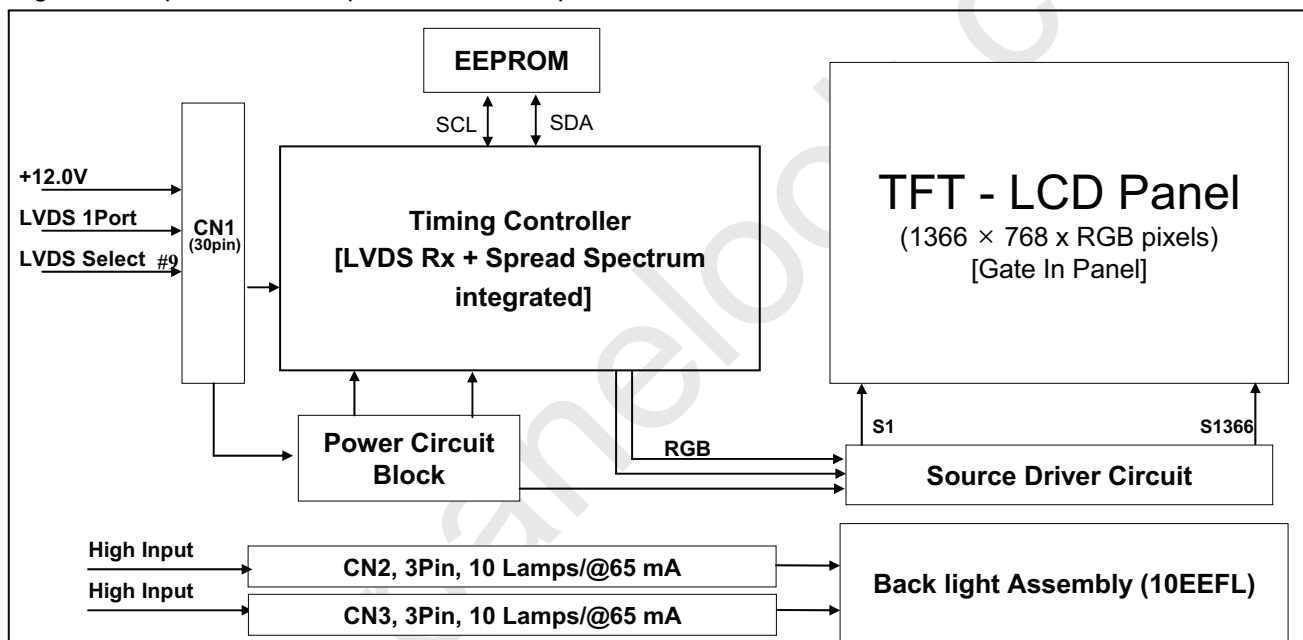 EEPROM
SCL
SDA
+12.0V
LVDS 1Port
LVDS Select #9
CN1
(30pin)
Timing Controller
[LVDS Rx + Spread Spectrum
integrated]
TFT - LCD Panel
(1366 × 768 x RGB pixels)
[Gate In Panel]
Power Circuit
Block
RGB
S1
S1366
Source Driver Circuit
High Input
CN2, 3Pin, 10 Lamps/@65 mA
High Input
CN3, 3Pin, 10 Lamps/@65 mA
Back light Assembly (10EEFL)